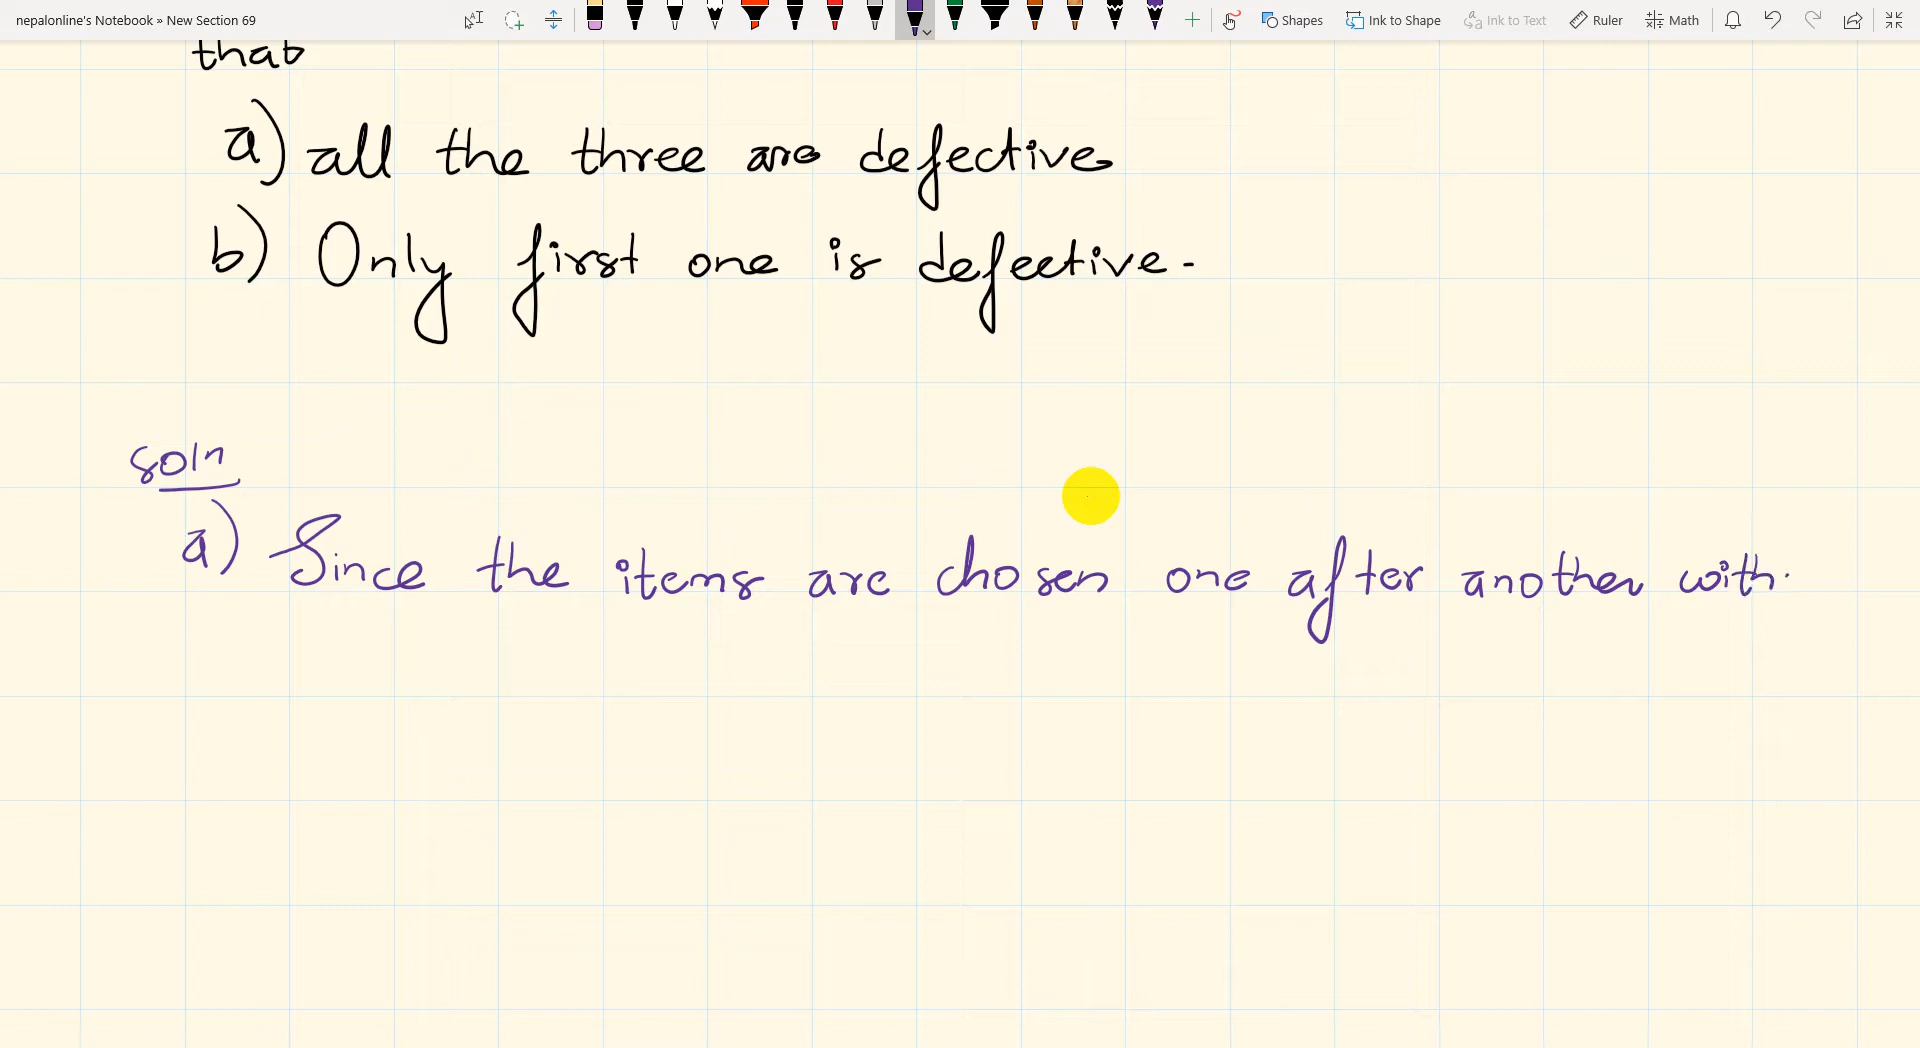 nepalonline's Notebook » New Section 69
Shapes
Ink to Shape
Ink to Text
Ruler
Math
that
a) all the three are defective
b) Only first one is defective.
soln
a) Since the items are chosen one after another with.